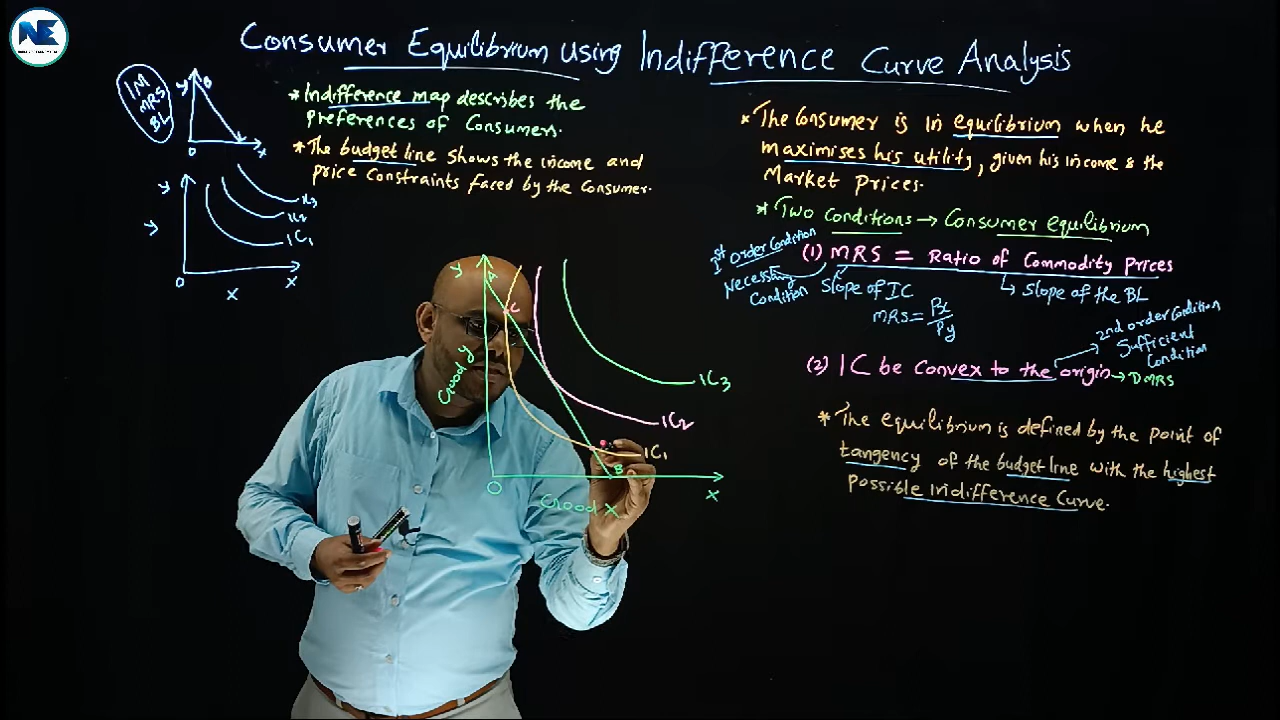 NE
Consumer Equilibrium using Indifference Curve Analysis
IM
MRS
BL
y
B
O
X
y
IC3
IC2
IC1
O
X
X
* Indifference map describes the
preferences of Consumers.
* The budget line shows the income and
price constraints faced by the Consumer.
* The Consumer is in equilibrium when he
maximises his utility, given his income & the
Market prices.
* Two Conditions → Consumer equilibrium
1st order Condition
Necessary
Condition
(1) MRS = Ratio of Commodity Prices
Slope of IC
Slope of the BL
MRS = Px/Py
2nd order Condition
Sufficient
Condition
(2) IC be Convex to the origin → DMRS
* The equilibrium is defined by the point of
tangency of the budget line with the highest
possible indifference Curve.
y
A
C
Good y
IC3
IC2
IC1
B
O
Good X
X